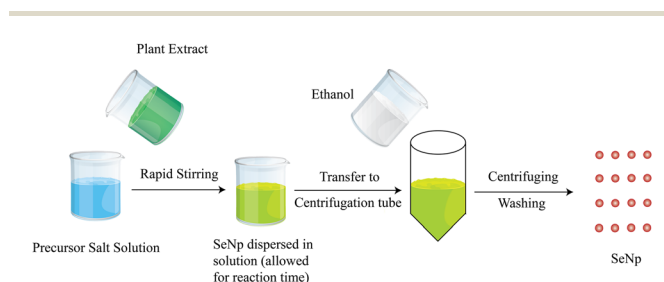 Plant Extract
Ethanol
Rapid Stirring
Transfer to
Centrifugation tube
Centrifuging
Washing
Precursor Salt Solution
SeNp dispersed in
solution (allowed
for reaction time)
SeNp